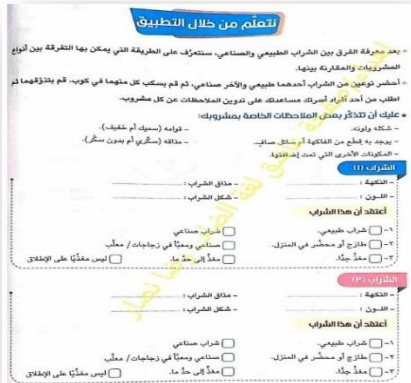 نتعلم من خلال التطبيق
• بعد معرفة الفرق بين الشراب الطبيعي والصناعي، سنتعرف على الطريقة التي يمكن بها التفرقة بين أنواع
المشروبات والمقارنة بينها.
• أحضر نوعين من الشراب أحدهما طبيعي والآخر صناعي، ثم قم بسكب كل منهما في كوب، قم بتذوقهما ثم
اطلب من أحد أفراد أسرتك مساعدتك على تدوين الملاحظات عن كل مشروب.
• عليك أن تتذكر بعض الملاحظات الخاصة بمشروبك:
- شكله ولونه.
- قوامه (سميك أم خفيف).
- يوجد به قطع من الفاكهة أم سائل صافٍ.
- مذاقه (سكري أم بدون سكر).
- المكونات الأخرى التي تمت إضافتها.
الشراب (١)
- النكهة :
- مذاق الشراب :
- اللون :
- شكل الشراب :
أعتقد أن هذا الشراب
١- شراب طبيعي. شراب صناعي
٢- طازج أو محضر في المنزل. صناعي ومعبأ في زجاجات / معلب
٣- مغذٍّ جدًّا. مغذٍّ إلى حدٍّ ما. ليس مغذيًّا على الإطلاق
الشراب (٢)
- النكهة :
- مذاق الشراب :
- اللون :
- شكل الشراب :
أعتقد أن هذا الشراب
١- شراب طبيعي. شراب صناعي
٢- طازج أو محضر في المنزل. صناعي ومعبأ في زجاجات / معلب
٣- مغذٍّ جدًّا. مغذٍّ إلى حدٍّ ما. ليس مغذيًّا على الإطلاق